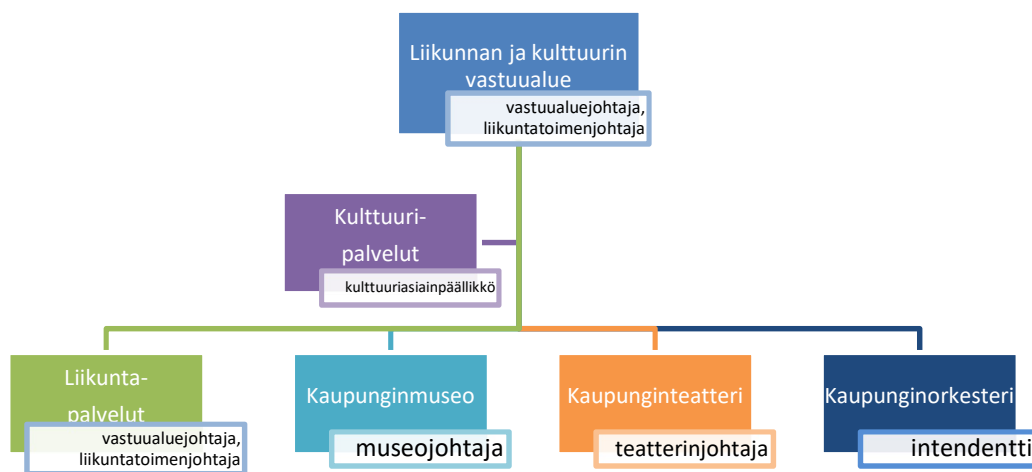 Liikunnan ja kulttuurin
vastuualue
vastuualuejohtaja,
liikuntatoimenjohtaja
Kulttuuri-
palvelut
kulttuuriasiainpäällikkö
Liikunta-
palvelut
vastuualuejohtaja,
liikuntatoimenjohtaja
Kaupunginmuseo
museojohtaja
Kaupunginteatteri
teatterinjohtaja
Kaupunginorkesteri
intendentti